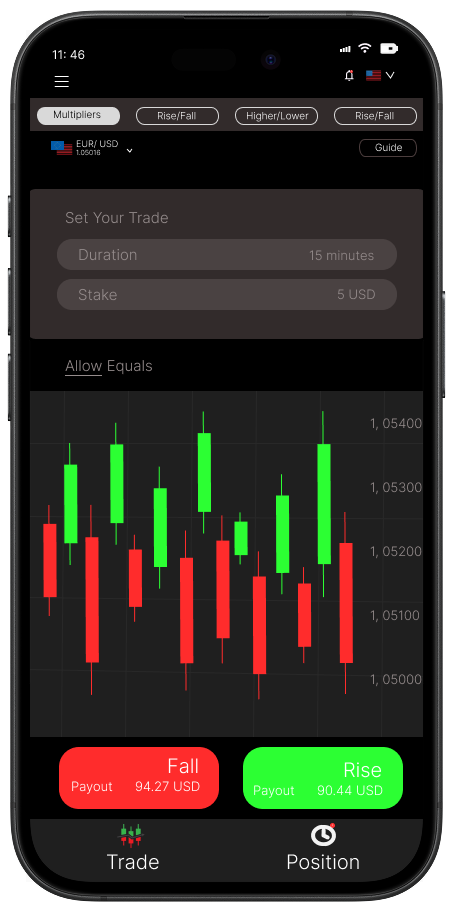 11: 46
Multipliers Rise/Fall Higher/Lower Rise/Fall
EUR/ USD
1.05016
Guide
Set Your Trade
Duration 15 minutes
Stake 5 USD
Allow Equals
1, 05400
1, 05300
1, 05200
1, 05100
1, 05000
Fall
Payout 94.27 USD
Rise
Payout 90.44 USD
Trade Position